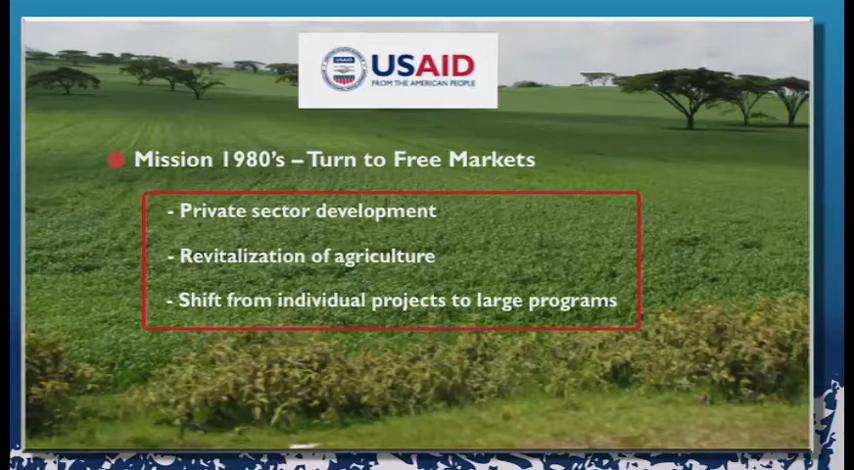 USAID
FROM THE AMERICAN PEOPLE
Mission 1980's – Turn to Free Markets
- Private sector development
- Revitalization of agriculture
- Shift from individual projects to large programs